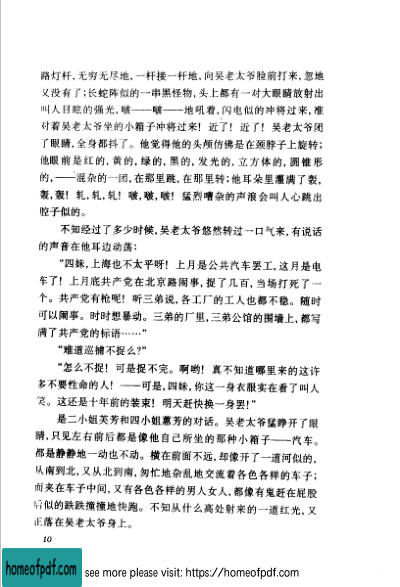 路灯杆,无穷无尽地,一杆接一杆地,向吴老太爷脸前打来,忽地
又没有了;长蛇阵似的一串黑怪物,头上都有一对大眼睛放射出
叫人目眩的强光,啵——啵——地吼着,闪电似的冲将过来,准
对着吴老太爷坐的小箱子冲将过来!近了!近了!吴老太爷闭
了眼睛,全身都抖了。他觉得他的头颅仿佛是在颈脖子上旋转;
他眼前是红的,黄的,绿的,黑的,发光的,立方体的,圆锥形
的,——混杂的一团,在那里跳,在那里转;他耳朵里灌满了轰,
轰,轰!轧,轧,轧!啵,啵,啵!猛烈嘈杂的声浪会叫人心跳出
腔子似的。
不知经过了多少时候,吴老太爷悠然转过一口气来,有说话
的声音在他耳边动荡:
“四妹,上海也不太平呀!上月是公共汽车罢工,这月是电
车了!上月底共产党在北京路闹事,捉了几百,当场打死了一
个。共产党有枪呢!听三弟说,各工厂的工人也都不稳。随时
可以闹事。时时想暴动。三弟的厂里,三弟公馆的围墙上,都写
满了共产党的标语……”
“难道巡捕不捉么?”
“怎么不捉!可是捉不完。啊哟!真不知道哪里来的这许
多不要性命的人!——可是,四妹,你这一身衣服实在看了叫人
笑。这还是十年前的装束!明天赶快换一身罢!”
是二小姐芙芳和四小姐蕙芳的对话。吴老太爷猛睁开了眼
睛,只见左右前后都是像他自己所坐的那种小箱子——汽车。
都是静静地一动也不动。横在前面不远,却像开了一道河似的,
从南到北,又从北到南,匆忙地杂乱地交流着各色各样的车子;
而夹在车子中间,又有各色各样的男人女人,都像有鬼赶在屁股
后似的跌跌撞撞地快跑。不知从什么高处射来的一道红光,又
正落在吴老太爷身上。
10
homeofpdf.com
see more please visit: https://homeofpdf.com